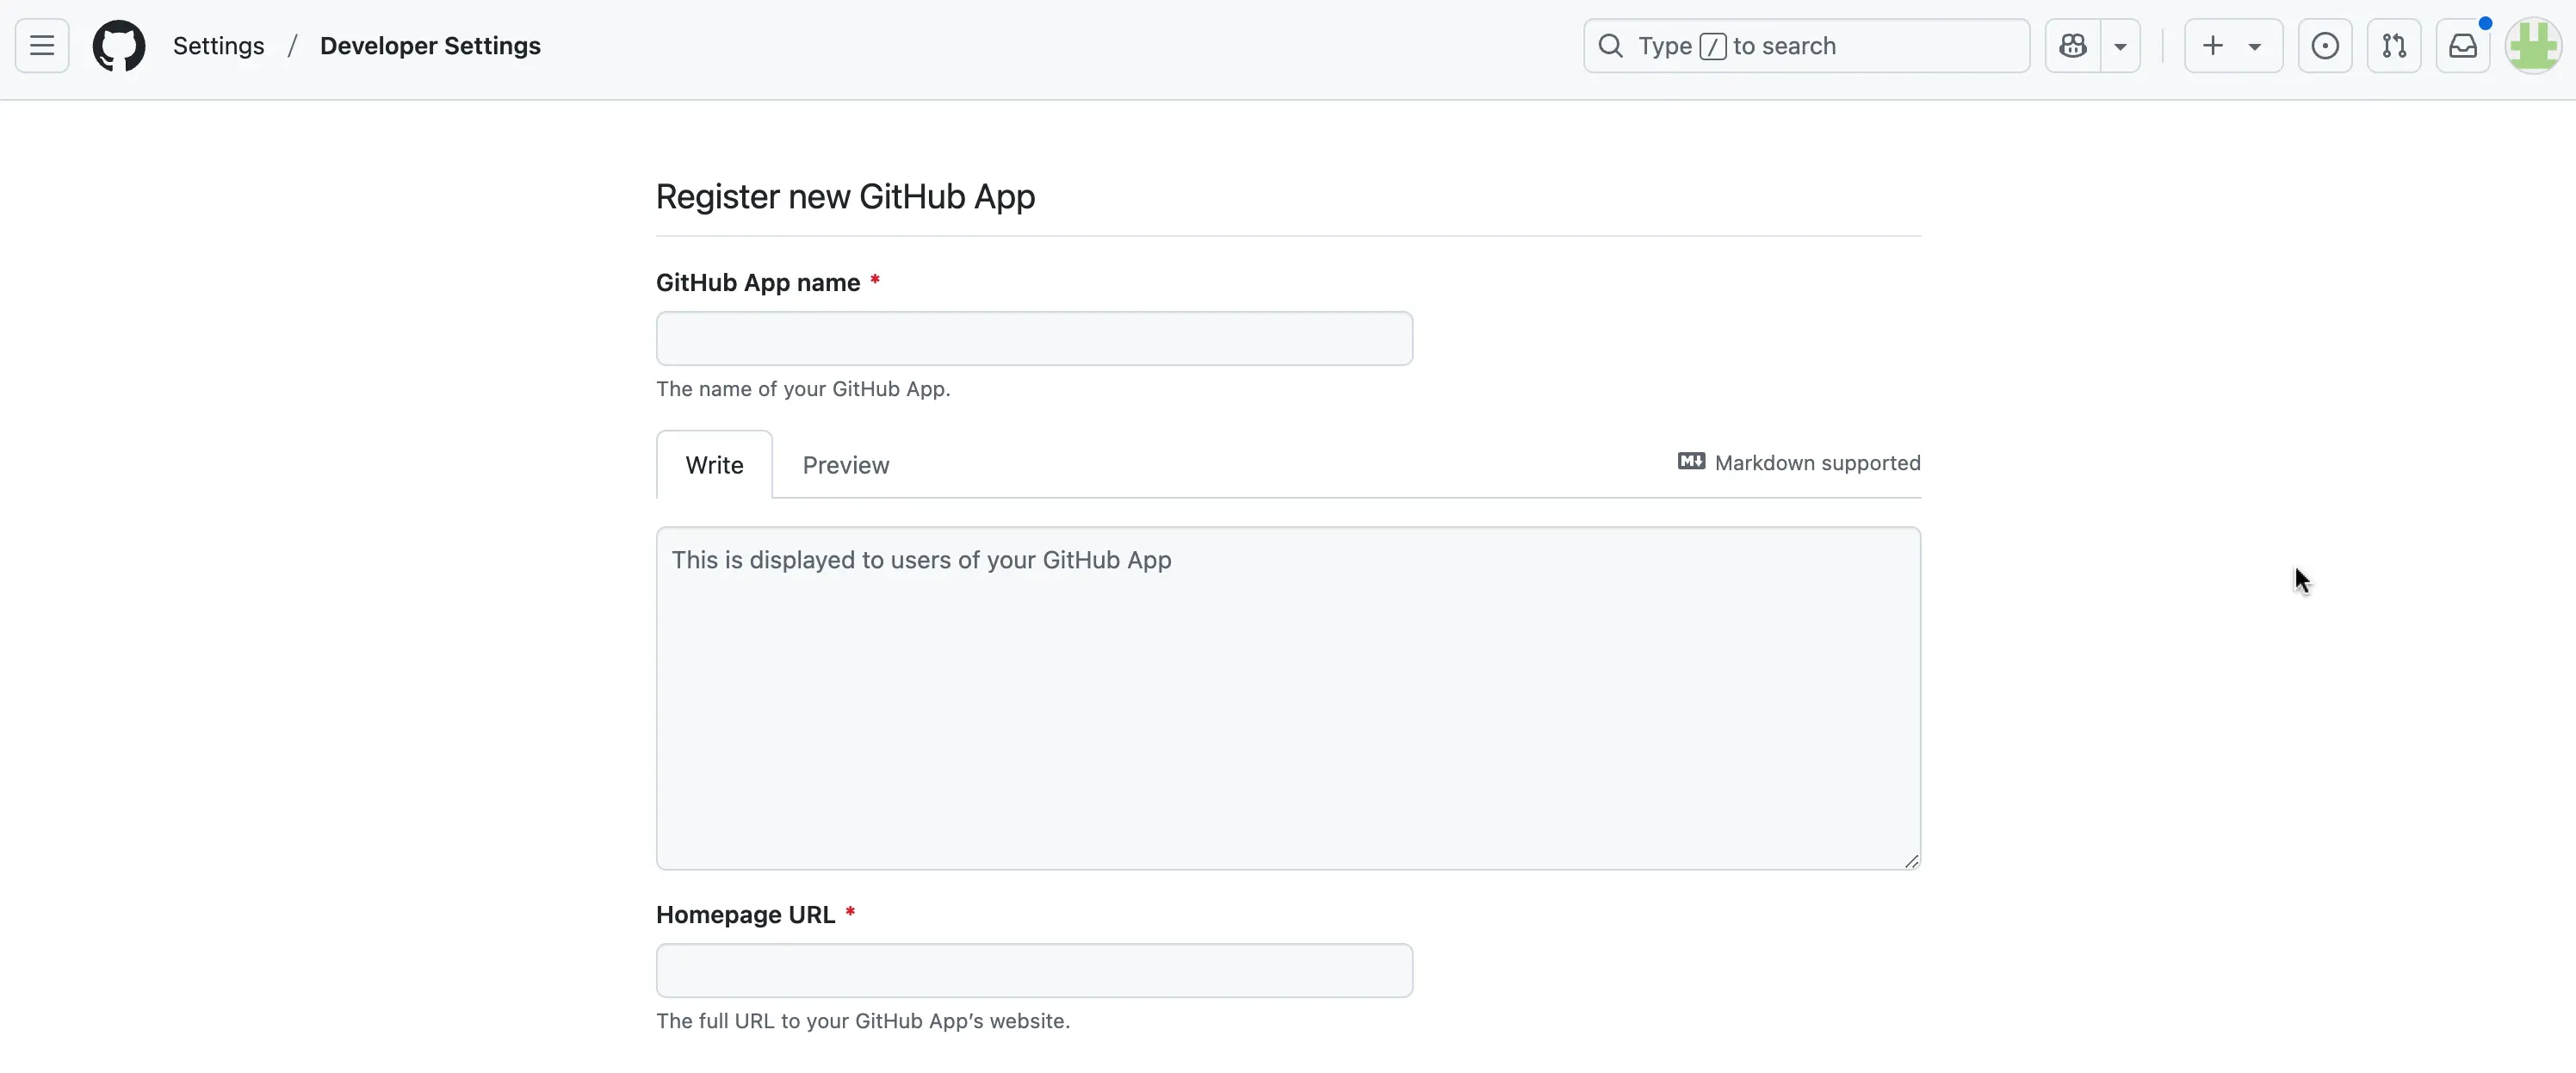 Settings / Developer Settings
Type / to search
Register new GitHub App
GitHub App name *
The name of your GitHub App.
Write Preview Markdown supported
This is displayed to users of your GitHub App
Homepage URL *
The full URL to your GitHub App’s website.